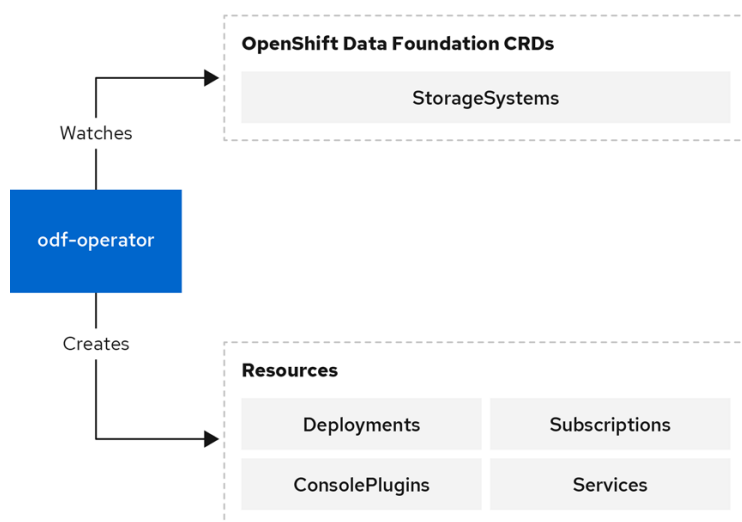 OpenShift Data Foundation CRDs
StorageSystems
Watches
odf-operator
Creates
Resources
Deployments
Subscriptions
ConsolePlugins
Services